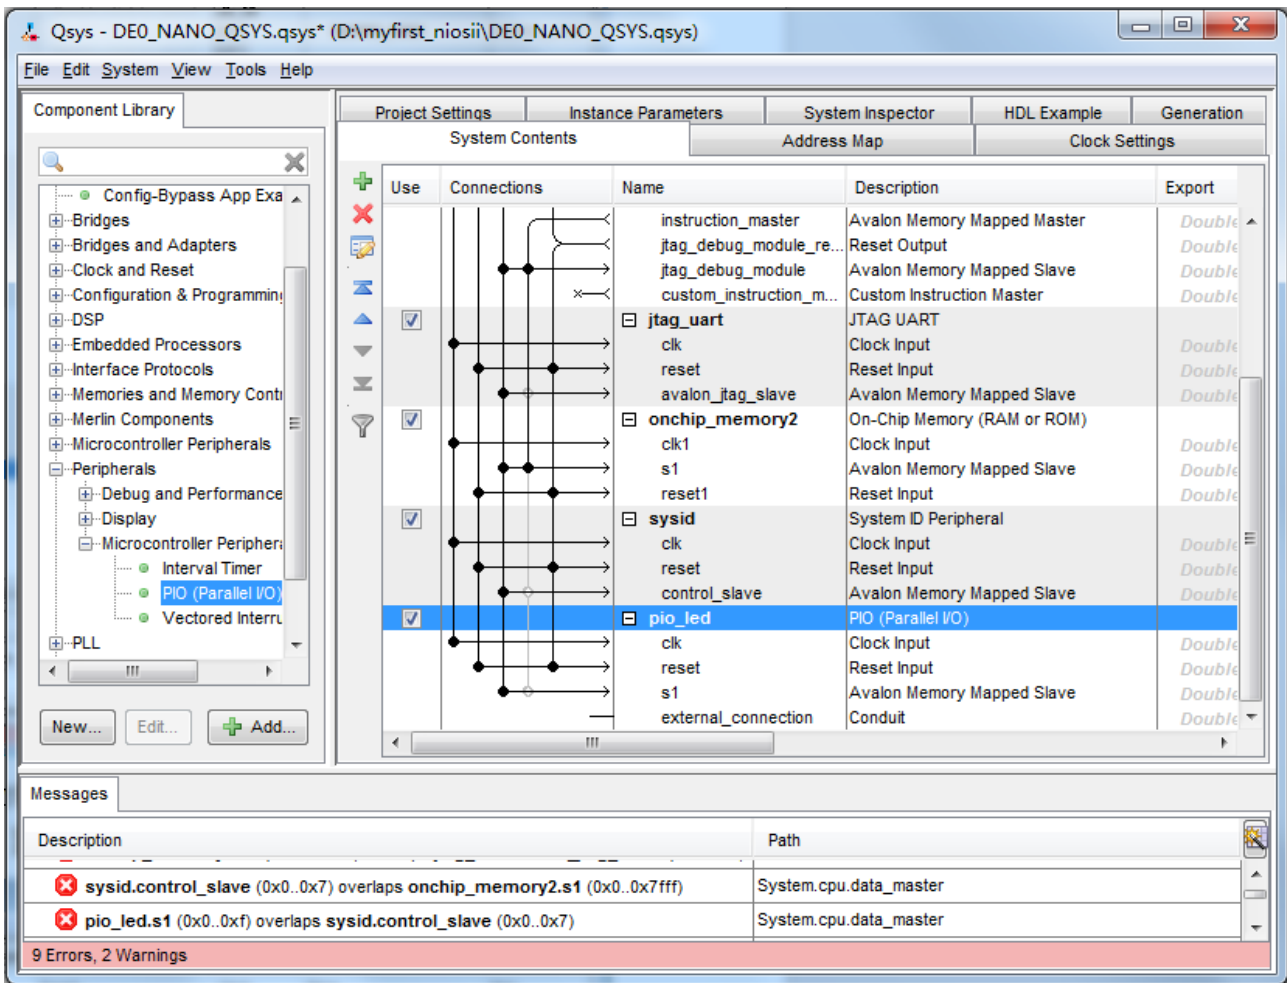 Qsys - DE0_NANO_QSYS.qsys* (D:\myfirst_niosii\DE0_NANO_QSYS.qsys)
File Edit System View Tools Help
Component Library
Config-Bypass App Exa
Bridges
Bridges and Adapters
Clock and Reset
Configuration & Programmin
DSP
Embedded Processors
Interface Protocols
Memories and Memory Cont
Merlin Components
Microcontroller Peripherals
Peripherals
Debug and Performance
Display
Microcontroller Periphera
Interval Timer
PIO (Parallel I/O)
Vectored Interru
PLL
New... Edit... Add...
Project Settings Instance Parameters System Inspector HDL Example Generation
System Contents Address Map Clock Settings
Use Connections Name Description Export
instruction_master Avalon Memory Mapped Master Double
jtag_debug_module_re... Reset Output Double
jtag_debug_module Avalon Memory Mapped Slave Double
custom_instruction_m... Custom Instruction Master Double
jtag_uart JTAG UART
clk Clock Input Double
reset Reset Input Double
avalon_jtag_slave Avalon Memory Mapped Slave Double
onchip_memory2 On-Chip Memory (RAM or ROM)
clk1 Clock Input Double
s1 Avalon Memory Mapped Slave Double
reset1 Reset Input Double
sysid System ID Peripheral
clk Clock Input Double
reset Reset Input Double
control_slave Avalon Memory Mapped Slave Double
pio_led PIO (Parallel I/O)
clk Clock Input Double
reset Reset Input Double
s1 Avalon Memory Mapped Slave Double
external_connection Conduit Double
Messages
Description Path
sysid.control_slave (0x0..0x7) overlaps onchip_memory2.s1 (0x0..0x7fff) System.cpu.data_master
pio_led.s1 (0x0..0xf) overlaps sysid.control_slave (0x0..0x7) System.cpu.data_master
9 Errors, 2 Warnings